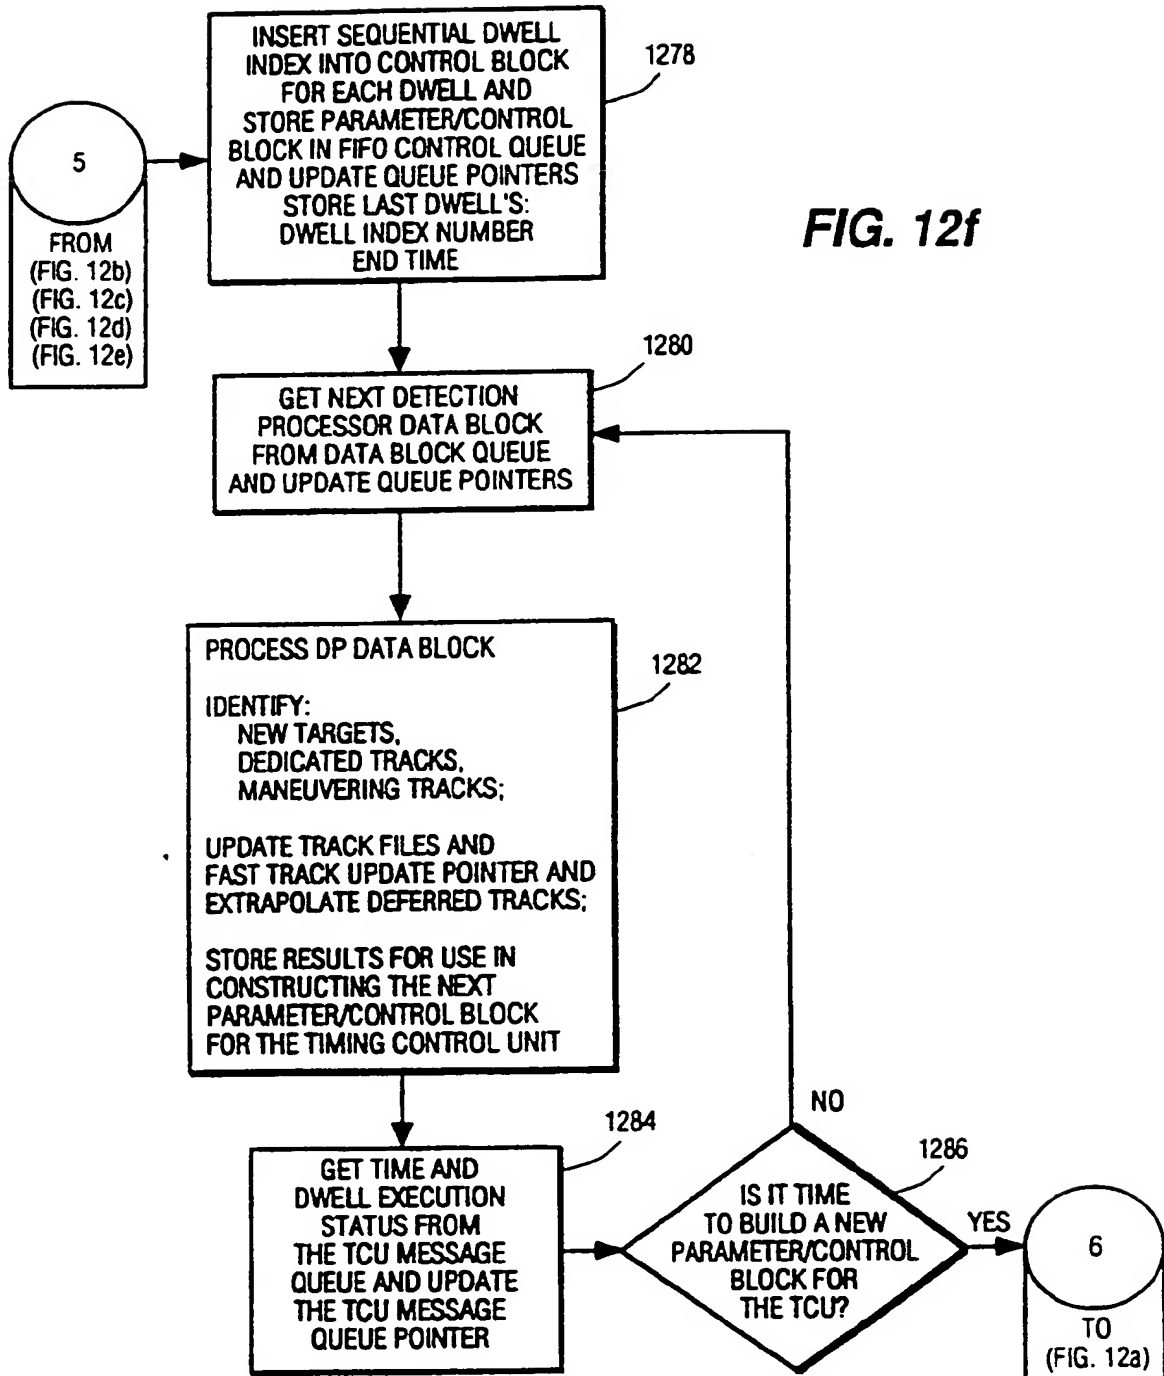 INSERT SEQUENTIAL DWELL
INDEX INTO CONTROL BLOCK
FOR EACH DWELL AND
STORE PARAMETER/CONTROL
BLOCK IN FIFO CONTROL QUEUE
AND UPDATE QUEUE POINTERS
STORE LAST DWELL'S:
DWELL INDEX NUMBER
END TIME
1278
5
FROM
(FIG. 12b)
(FIG. 12c)
(FIG. 12d)
(FIG. 12e)
FIG. 12f
1280
GET NEXT DETECTION
PROCESSOR DATA BLOCK
FROM DATA BLOCK QUEUE
AND UPDATE QUEUE POINTERS
PROCESS DP DATA BLOCK
IDENTIFY:
NEW TARGETS,
DEDICATED TRACKS,
MANEUVERING TRACKS;
UPDATE TRACK FILES AND
FAST TRACK UPDATE POINTER AND
EXTRAPOLATE DEFERRED TRACKS;
STORE RESULTS FOR USE IN
CONSTRUCTING THE NEXT
PARAMETER/CONTROL BLOCK
FOR THE TIMING CONTROL UNIT
1282
1284
GET TIME AND
DWELL EXECUTION
STATUS FROM
THE TCU MESSAGE
QUEUE AND UPDATE
THE TCU MESSAGE
QUEUE POINTER
NO
1286
IS IT TIME
TO BUILD A NEW
PARAMETER/CONTROL
BLOCK FOR
THE TCU?
YES
6
TO
(FIG. 12a)